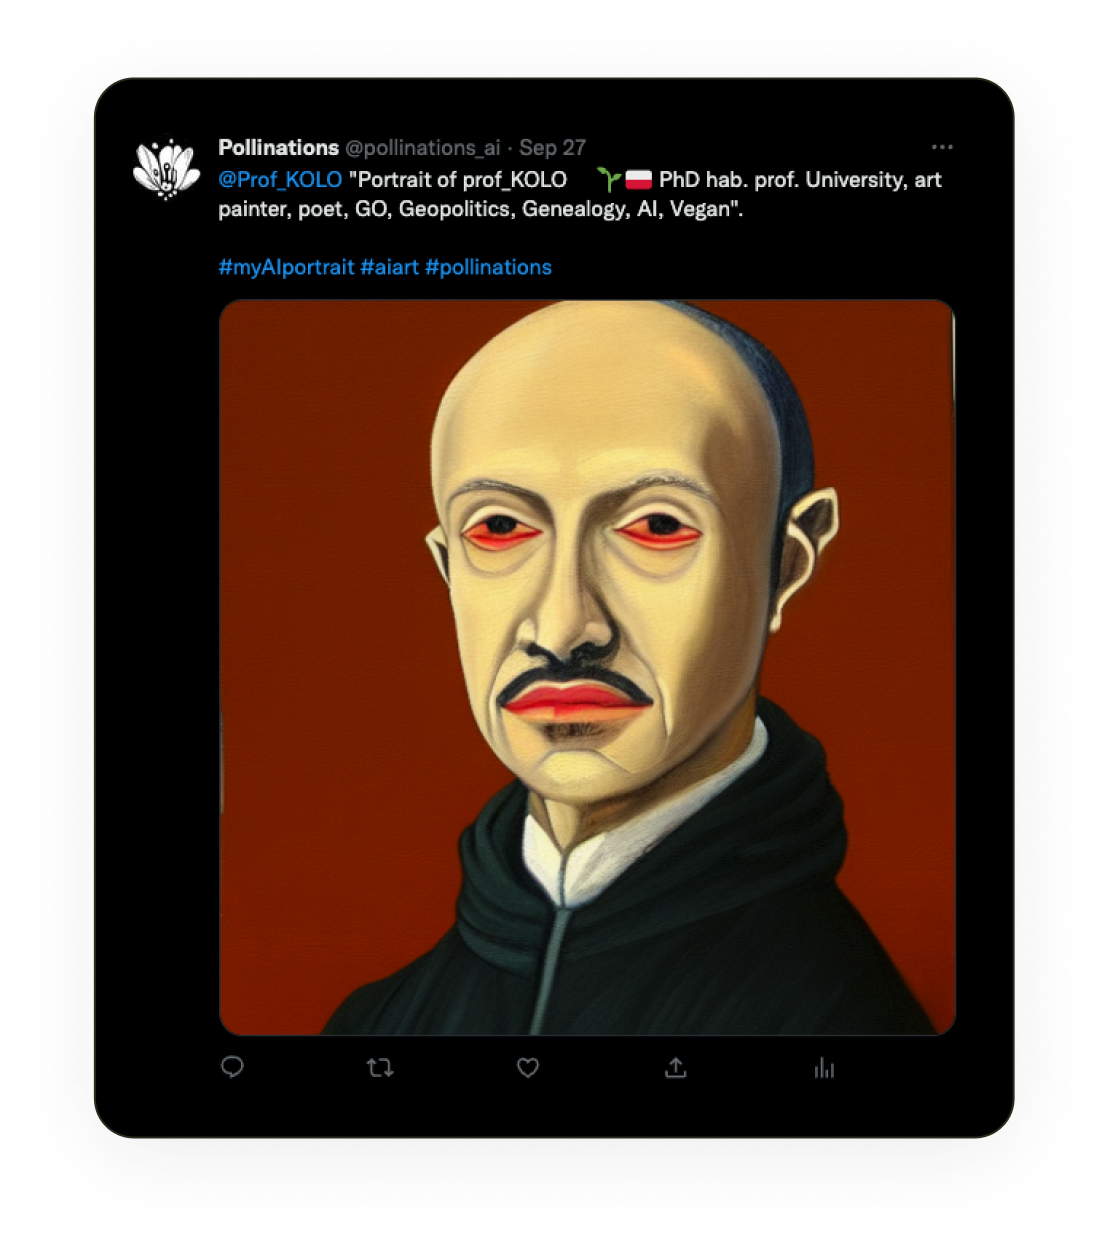 Pollinations @pollinations_ai · Sep 27
@Prof_KOLO "Portrait of prof_KOLO 🌱🇵🇱 PhD hab. prof. University, art
painter, poet, GO, Geopolitics, Genealogy, AI, Vegan".
#myAIportrait #aiart #pollinations